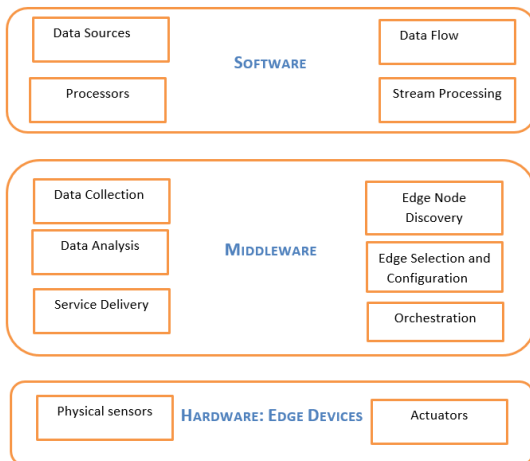 Data Sources
Data Flow
SOFTWARE
Processors
Stream Processing
Data Collection
Edge Node
Discovery
Data Analysis
MIDDLEWARE
Edge Selection and
Configuration
Service Delivery
Orchestration
Physical sensors
HARDWARE: EDGE DEVICES
Actuators